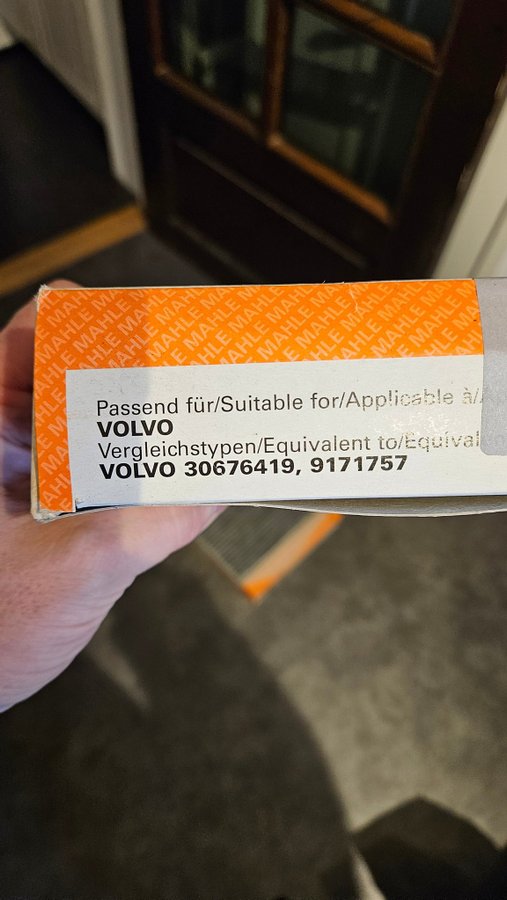 Passend für/Suitable for/Applicable à/
VOLVO
Vergleichstypen/Equivalent to/Equival
VOLVO 30676419, 9171757